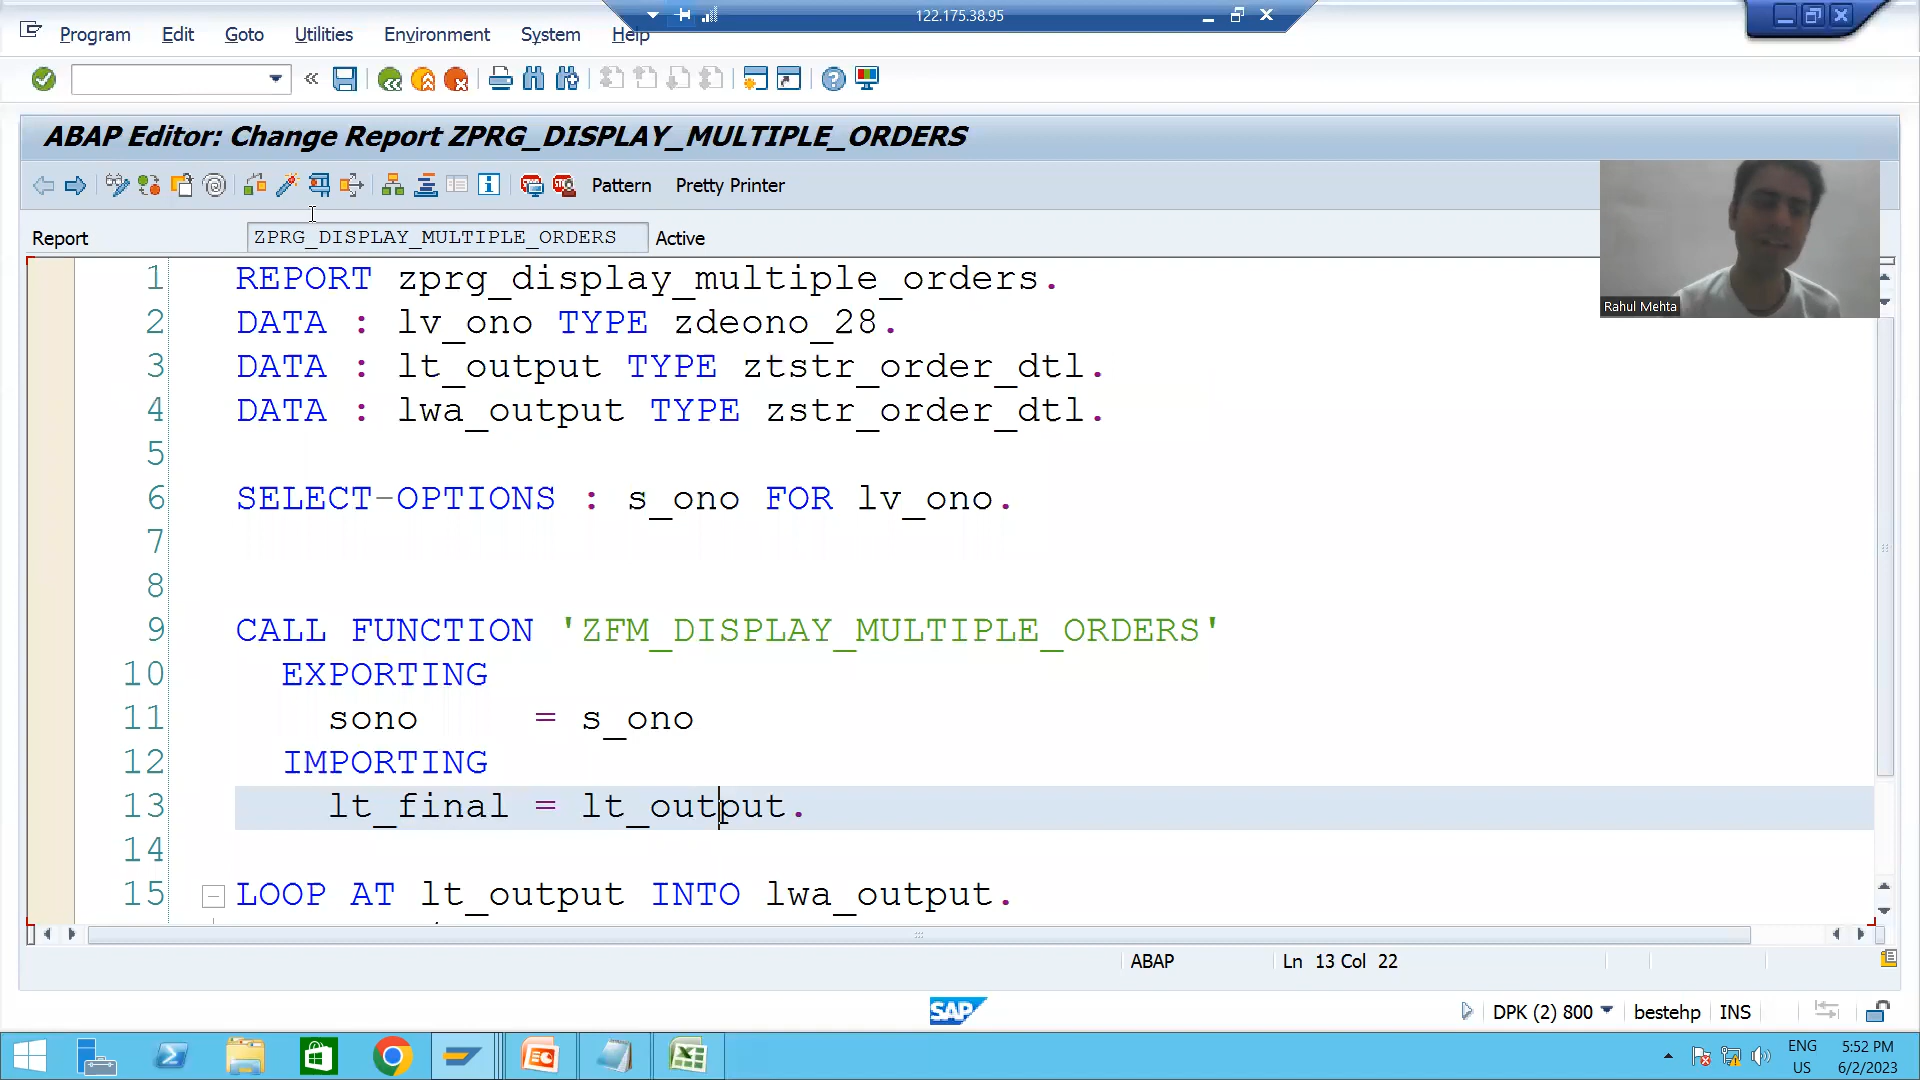 122.175.38.95
Program Edit Goto Utilities Environment System Help
ABAP Editor: Change Report ZPRG_DISPLAY_MULTIPLE_ORDERS
Pattern Pretty Printer
Report ZPRG_DISPLAY_MULTIPLE_ORDERS Active
Rahul Mehta
1 REPORT zprg_display_multiple_orders.
2 DATA : lv_ono TYPE zdeono_28.
3 DATA : lt_output TYPE ztstr_order_dtl.
4 DATA : lwa_output TYPE zstr_order_dtl.
5
6 SELECT-OPTIONS : s_ono FOR lv_ono.
7
8
9 CALL FUNCTION 'ZFM_DISPLAY_MULTIPLE_ORDERS'
10 EXPORTING
11 sono = s_ono
12 IMPORTING
13 lt_final = lt_output.
14
15 LOOP AT lt_output INTO lwa_output.
ABAP Ln 13 Col 22
SAP DPK (2) 800 bestehp INS
ENG 5:52 PM
US 6/2/2023